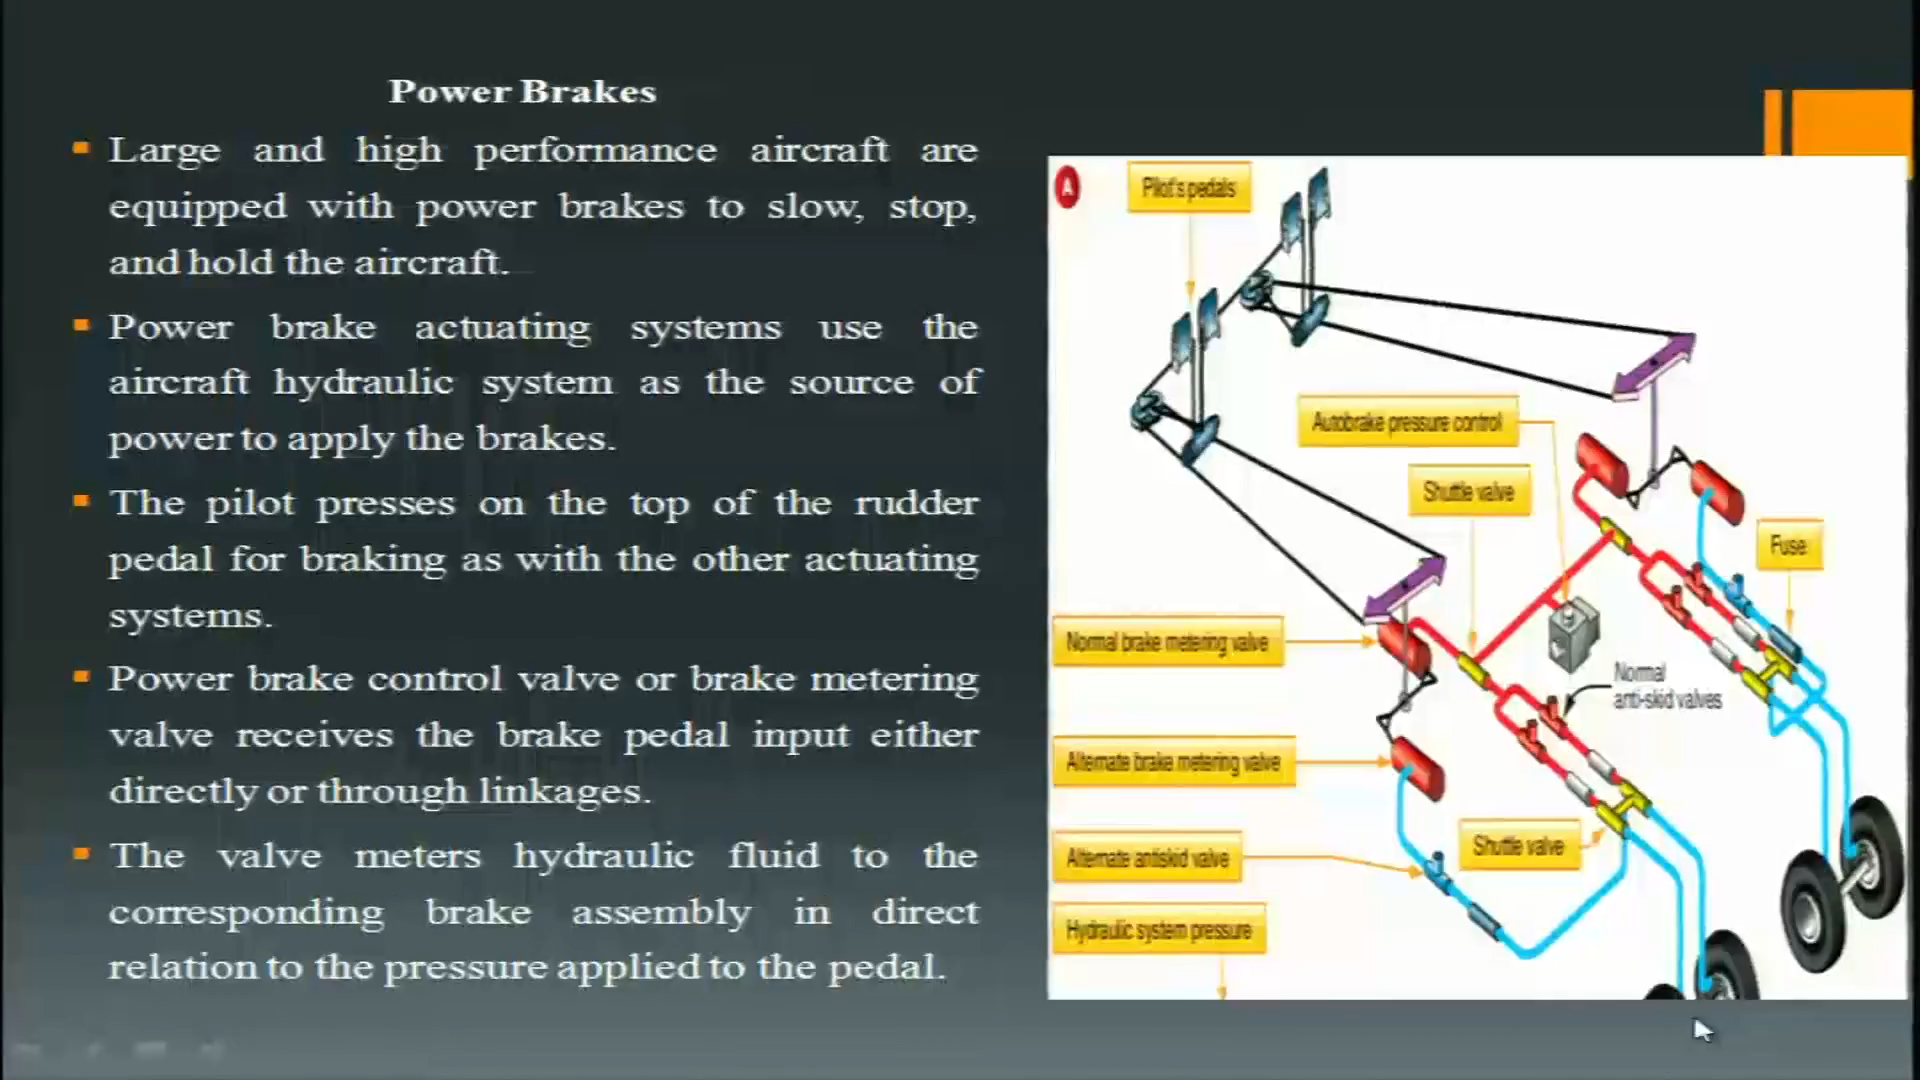 Power Brakes
Large and high performance aircraft are
equipped with power brakes to slow, stop,
and hold the aircraft.
Power brake actuating systems use the
aircraft hydraulic system as the source of
power to apply the brakes.
The pilot presses on the top of the rudder
pedal for braking as with the other actuating
systems.
Power brake control valve or brake metering
valve receives the brake pedal input either
directly or through linkages.
The valve meters hydraulic fluid to the
corresponding brake assembly in direct
relation to the pressure applied to the pedal.
A
Pilot's pedals
Autobrake pressure control
Shuttle valve
Fuse
Normal brake metering valve
Normal
anti-skid valves
Alternate brake metering valve
Shuttle valve
Alternate antiskid valve
Hydraulic system pressure